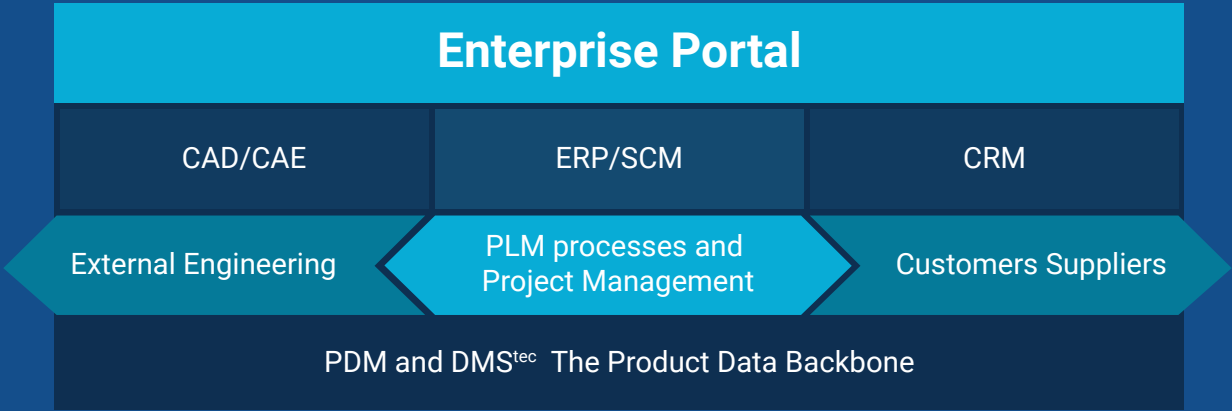 Enterprise Portal
CAD/CAE
ERP/SCM
CRM
External Engineering
PLM processes and
Project Management
Customers Suppliers
PDM and DMStec The Product Data Backbone